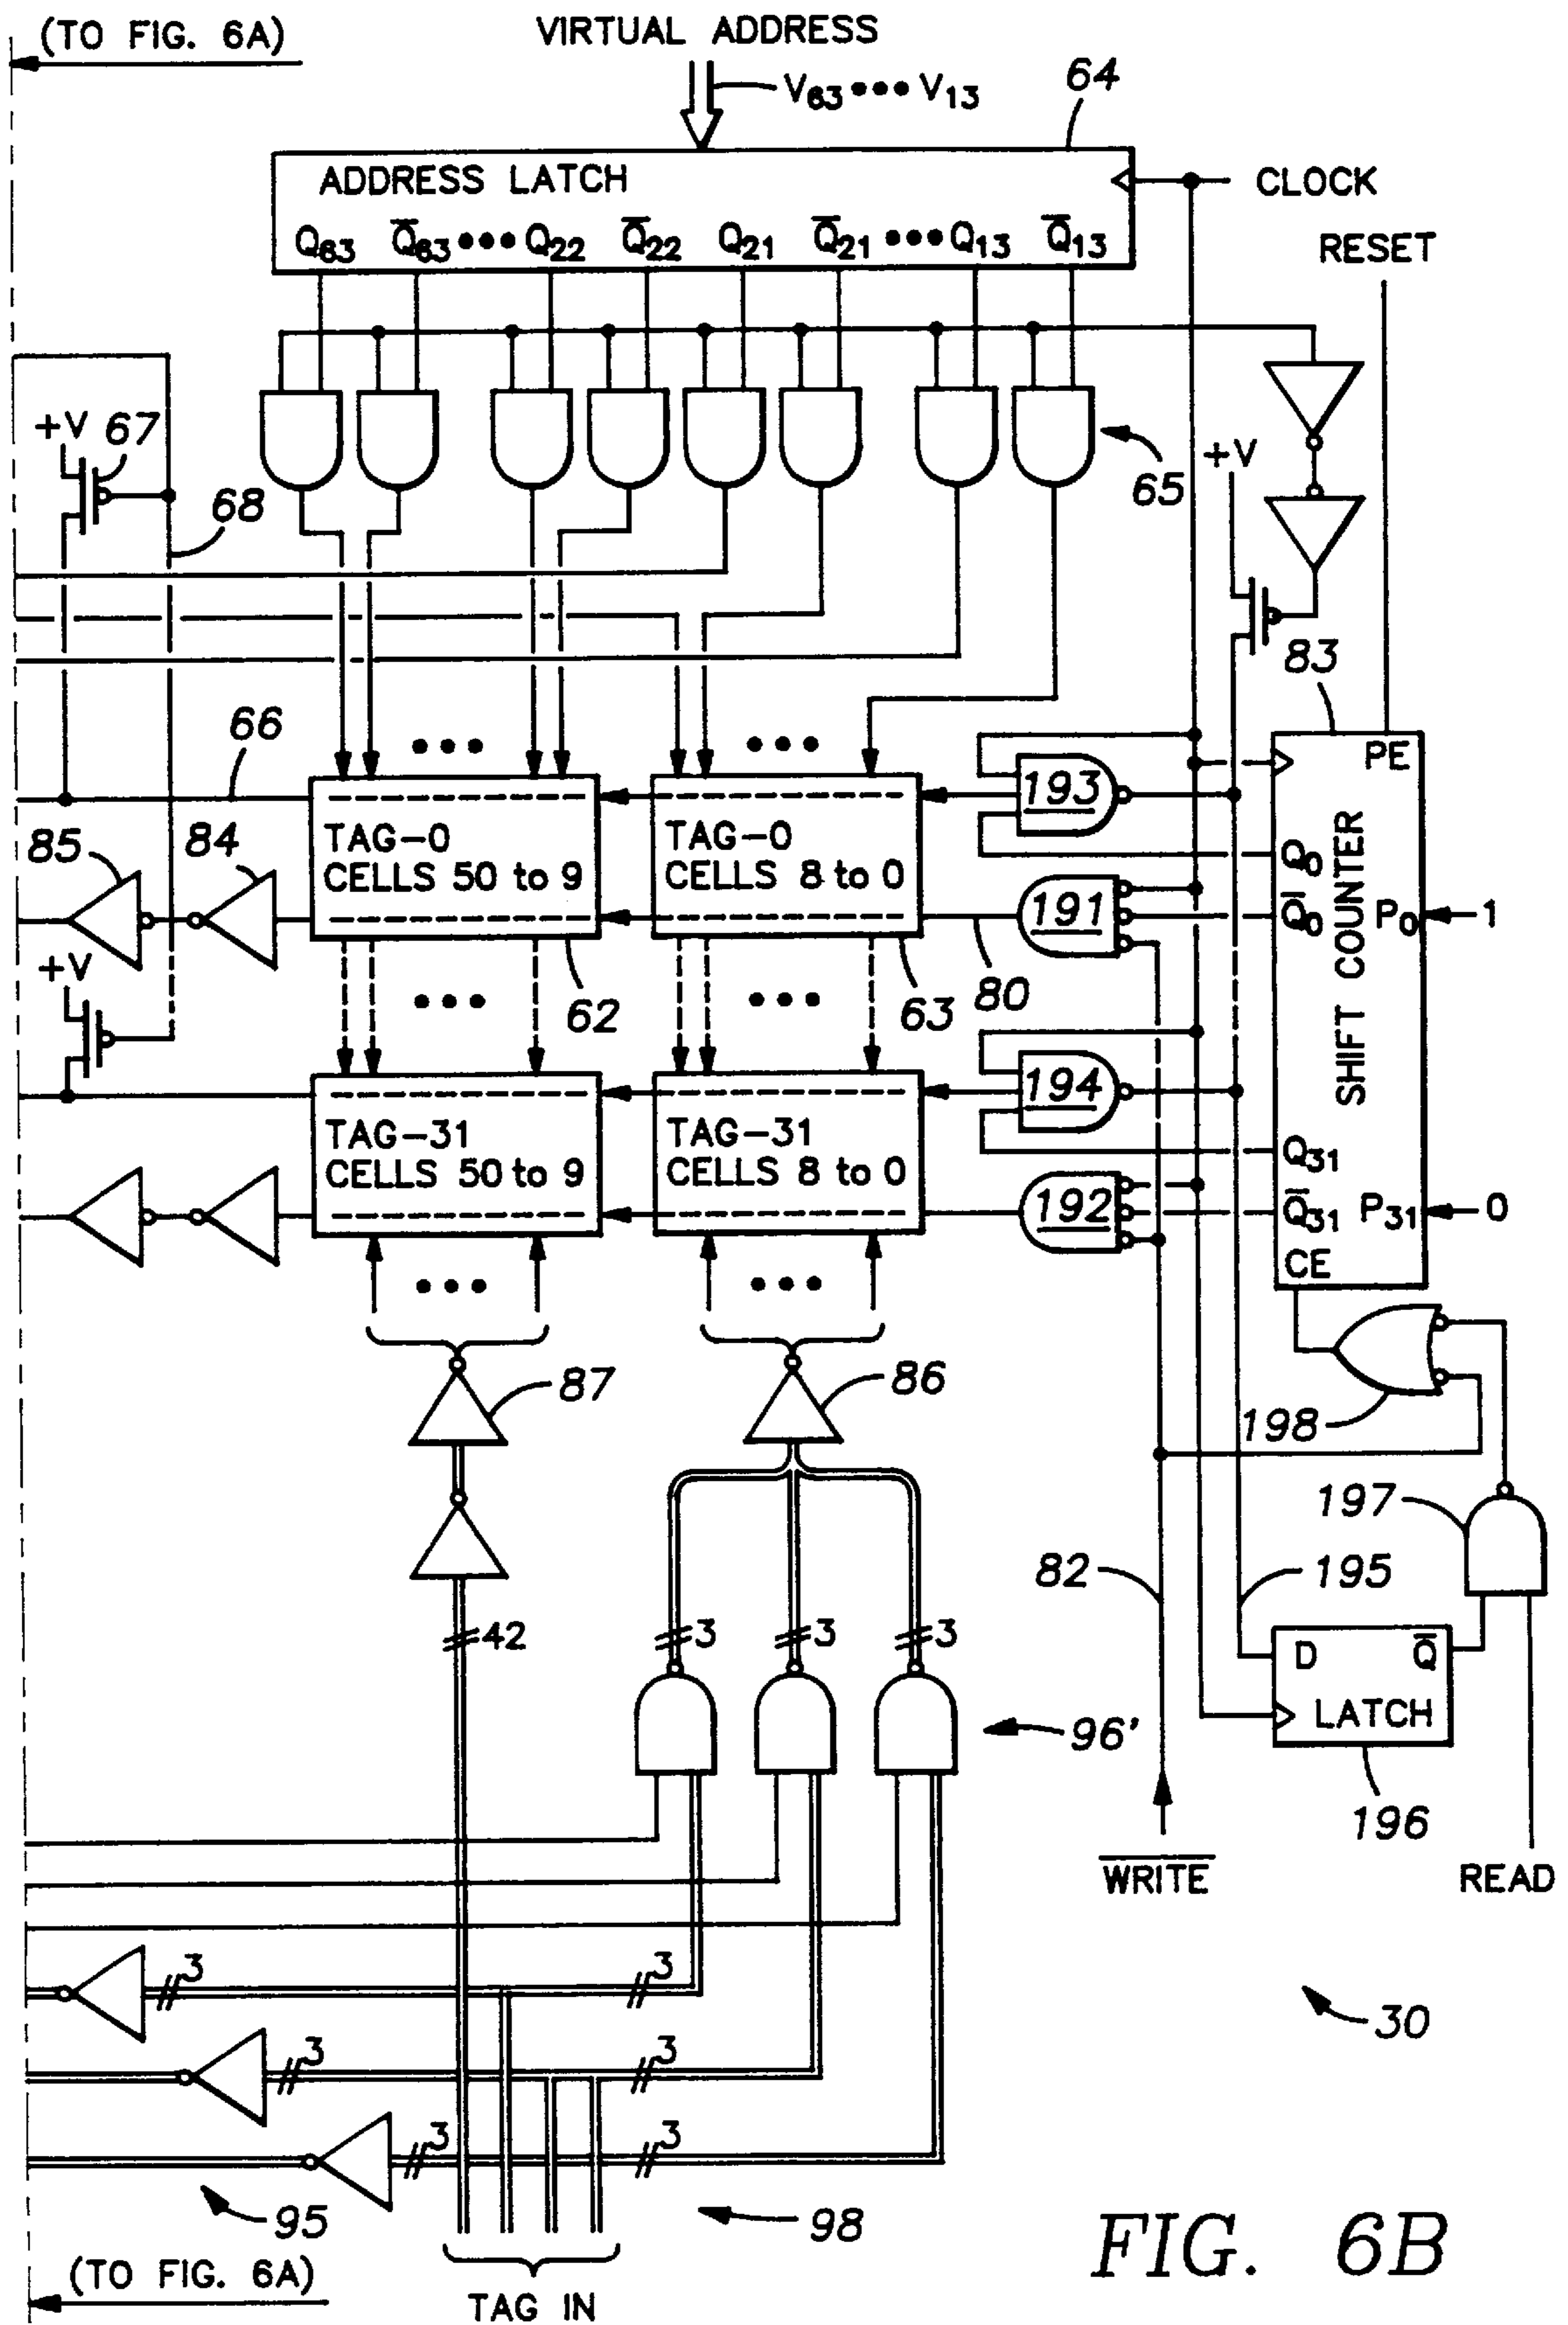 (TO FIG. 6A)
VIRTUAL ADDRESS
V63 ••• V13
64
ADDRESS LATCH
CLOCK
Q63 Q̅63 ••• Q22 Q̅22 Q21 Q̅21 ••• Q13 Q̅13
RESET
+V 67
65
+V
68
83
66
PE
193
TAG-0
CELLS 50 to 9
TAG-0
CELLS 8 to 0
85
84
Q0
191
Q̅0
P0
1
SHIFT COUNTER
+V
62
63
80
194
TAG-31
CELLS 50 to 9
TAG-31
CELLS 8 to 0
Q31
192
Q̅31
P31
0
CE
87
86
198
197
82
195
42
3
3
3
D
Q̅
LATCH
96'
196
W̅R̅I̅T̅E̅
READ
3
3
30
3
3
3
3
95
98
(TO FIG. 6A)
TAG IN
FIG. 6B